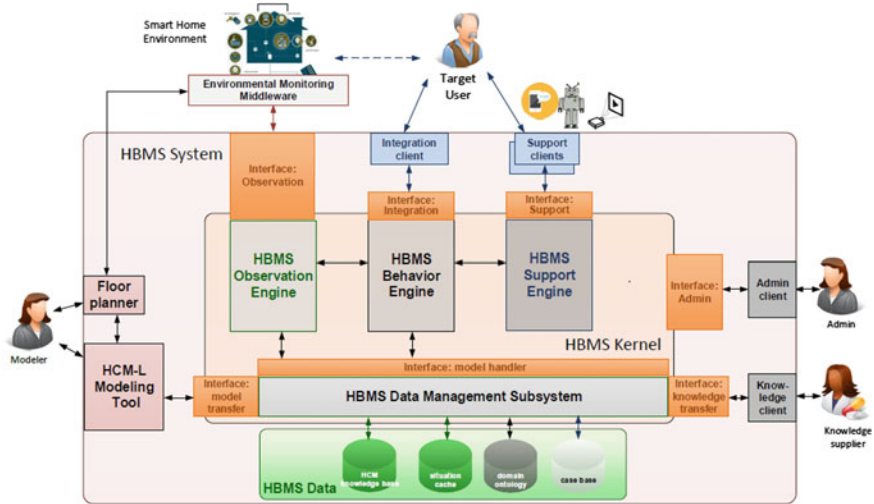 Smart Home
Environment
Environmental Monitoring
Middleware
Target
User
HBMS System
Interface:
Observation
Integration
client
Support
clients
Interface:
Integration
Interface:
Support
HBMS
Observation
Engine
HBMS
Behavior
Engine
HBMS
Support
Engine
Floor
planner
Modeler
HCM-L
Modeling
Tool
Interface:
Admin
Admin
client
Admin
HBMS Kernel
Interface: model handler
Interface:
model
transfer
HBMS Data Management Subsystem
Interface:
knowledge
transfer
Know-
ledge
client
Knowledge
supplier
HBMS Data
HCM
knowledge base
situation
cache
domain
ontology
case base